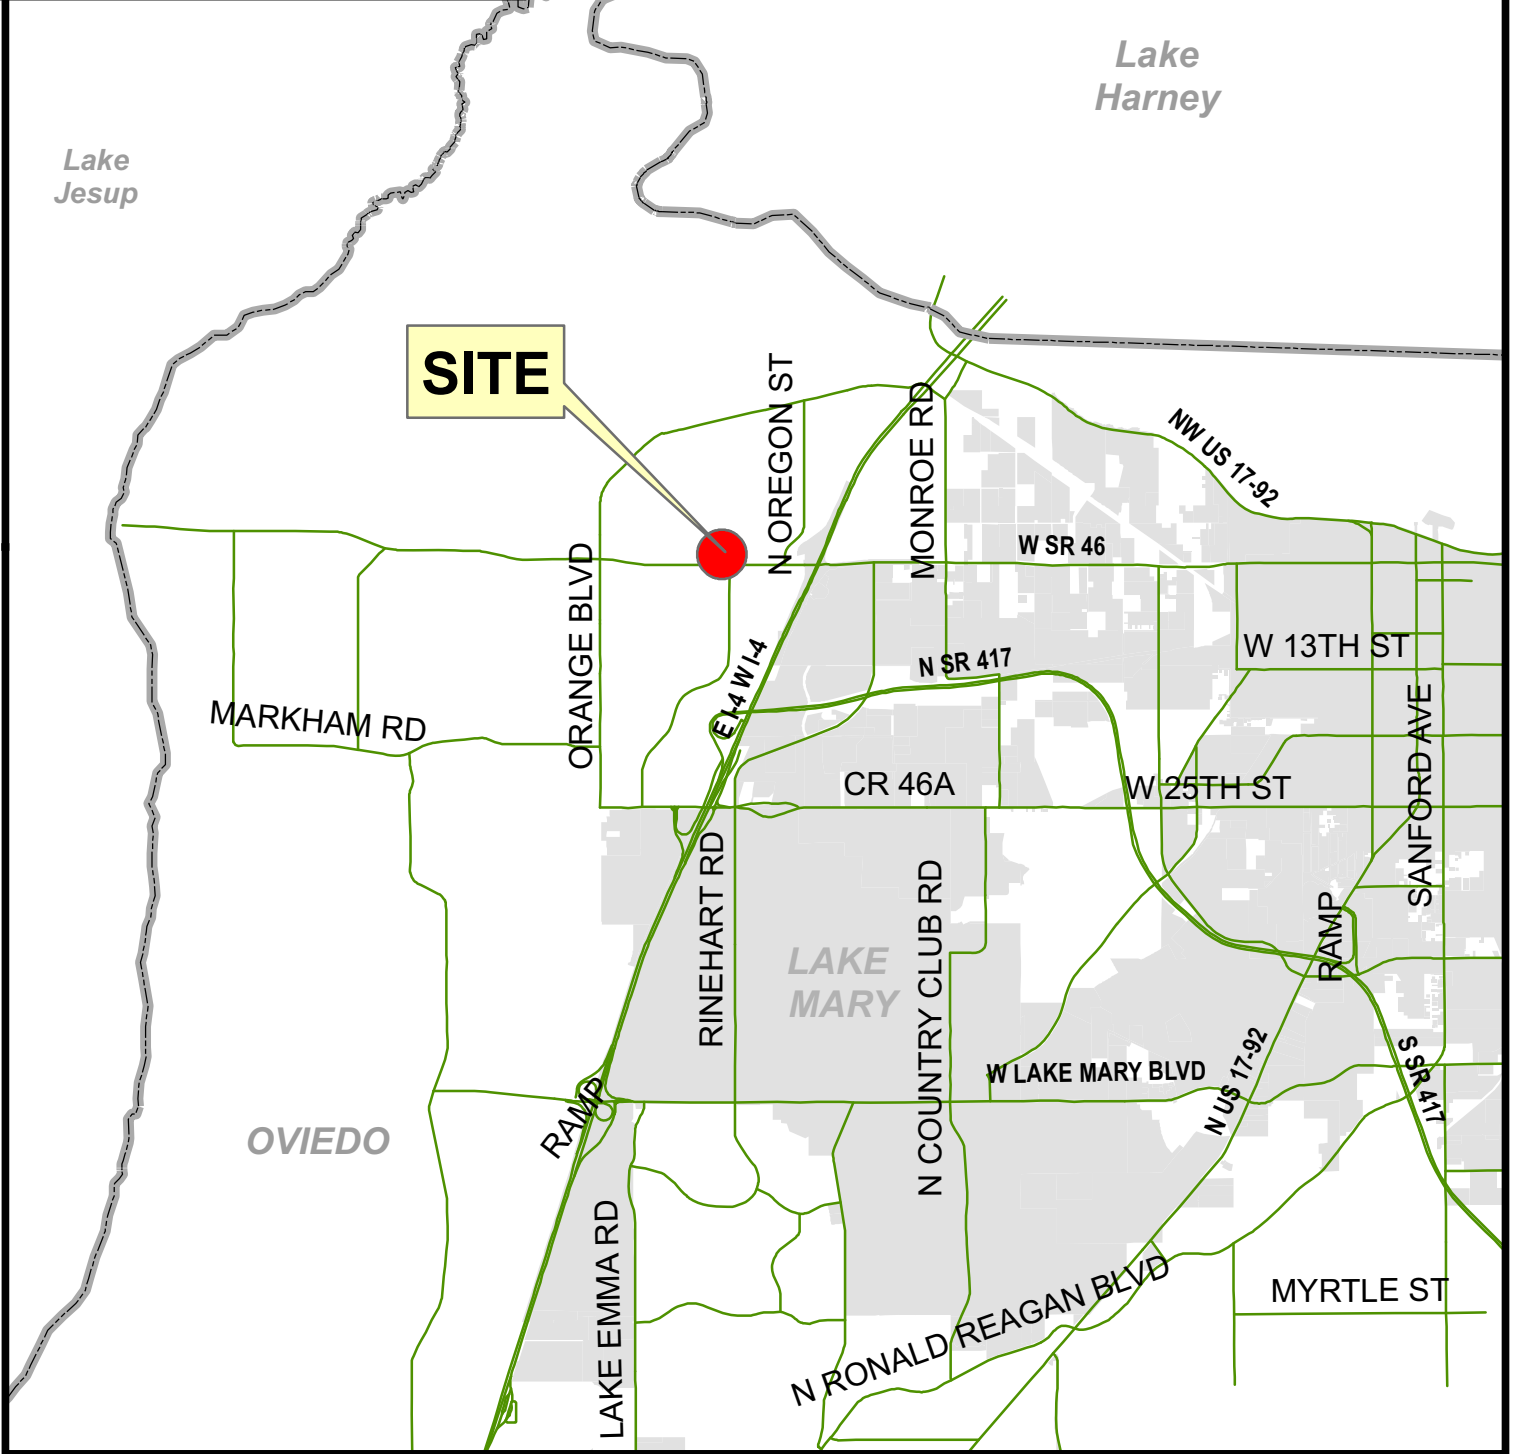 Lake
Harney
Lake
Jesup
SITE
N OREGON ST
MONROE RD
NW US 17-92
W SR 46
ORANGE BLVD
W 13TH ST
N SR 417
E I-4 W I-4
MARKHAM RD
SANFORD AVE
CR 46A
W 25TH ST
RINEHART RD
N COUNTRY CLUB RD
RAMP
LAKE
MARY
W LAKE MARY BLVD
N US 17-92
S SR 417
RAMP
OVIEDO
LAKE EMMA RD
N RONALD REAGAN BLVD
MYRTLE ST